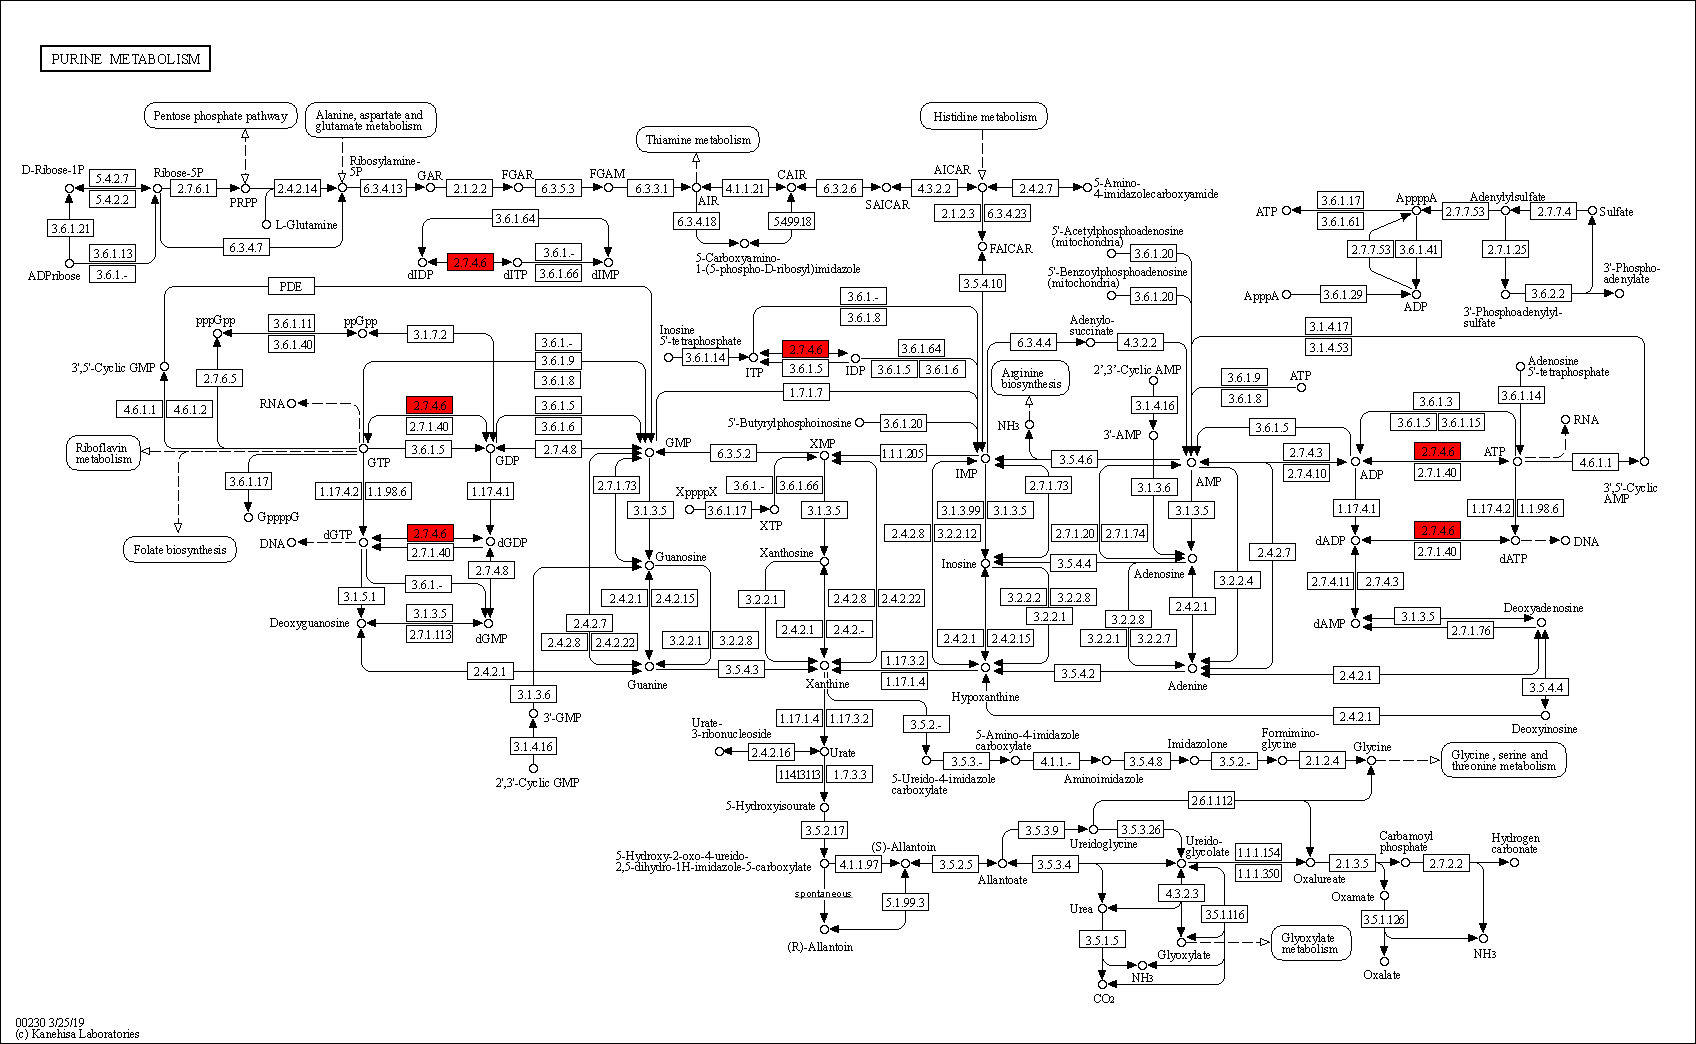 PURINE METABOLISM
Pentose phosphate pathway
Alanine, aspartate and
glutamate metabolism
Thiamine metabolism
Histidine metabolism
D-Ribose-1P
5.4.2.7
5.4.2.2
Ribose-5P
2.7.6.1
PRPP
2.4.2.14
Ribosylamine-
5P
6.3.4.13
GAR
2.1.2.2
FGAR
6.3.5.3
FGAM
6.3.3.1
AIR
4.1.1.21
CAIR
6.3.2.6
SAICAR
4.3.2.2
AICAR
2.4.2.7
5-Amino-
4-imidazolecarboxyamide
3.6.1.21
ADPribose
3.6.1.13
3.6.1.-
L-Glutamine
6.3.4.7
3.6.1.64
dIDP
2.7.4.6
dITP
3.6.1.-
3.6.1.66
dIMP
6.3.4.18
5.4.99.18
5-Carboxyamino-
1-(5-phospho-D-ribosyl)imidazole
2.1.2.3
6.3.4.23
FAICAR
3.5.4.10
5'-Acetylphosphoadenosine
(mitochondria)
3.6.1.20
5'-Benzoylphosphoadenosine
(mitochondria)
3.6.1.20
ATP
3.6.1.17
3.6.1.61
AppppA
2.7.7.53
Adenylylsulfate
2.7.7.4
Sulfate
2.7.7.53
3.6.1.41
2.7.1.25
ApppA
3.6.1.29
ADP
3.6.2.2
3'-Phospho-
adenylate
3'-Phosphoadenylyl-
sulfate
PDE
pppGpp
3.6.1.11
3.6.1.40
ppGpp
3.1.7.2
3',5'-Cyclic GMP
2.7.6.5
4.6.1.1
4.6.1.2
3.6.1.-
3.6.1.9
3.6.1.8
3.6.1.5
3.6.1.6
Inosine
5'-tetraphosphate
3.6.1.14
ITP
3.6.1.-
3.6.1.8
2.7.4.6
3.6.1.5
IDP
3.6.1.64
3.6.1.5
3.6.1.6
1.7.1.7
Adenylo-
succinate
6.3.4.4
4.3.2.2
Arginine
biosynthesis
NH3
2',3'-Cyclic AMP
3.1.4.16
3'-AMP
3.1.4.17
3.1.4.53
3.6.1.9
3.6.1.8
ATP
Adenosine
5'-tetraphosphate
3.6.1.14
RNA
2.7.4.6
2.7.1.40
Riboflavin
metabolism
GTP
3.6.1.5
GDP
2.7.4.8
GMP
6.3.5.2
XMP
1.1.1.205
IMP
3.5.4.6
AMP
5'-Butyrylphosphoinosine
3.6.1.20
3.6.1.5
2.7.4.3
2.7.4.10
ADP
3.6.1.3
3.6.1.5
3.6.1.15
2.7.4.6
2.7.1.40
ATP
RNA
4.6.1.1
3',5'-Cyclic
AMP
3.6.1.17
GppppG
1.17.4.2
1.1.98.6
1.17.4.1
2.7.1.73
3.1.3.5
XppppX
3.6.1.-
3.6.1.66
3.6.1.17
XTP
3.1.3.5
2.7.1.73
3.1.3.99
3.1.3.5
2.4.2.8
3.2.2.12
3.1.3.6
3.1.3.5
2.7.1.20
2.7.1.74
2.4.2.7
1.17.4.1
1.17.4.2
1.1.98.6
Folate biosynthesis
DNA
dGTP
2.7.4.6
2.7.1.40
dGDP
3.6.1.-
2.7.4.8
3.1.5.1
Deoxyguanosine
3.1.3.5
2.7.1.113
dGMP
Guanosine
Xanthosine
Inosine
3.5.4.4
Adenosine
dADP
2.7.4.6
2.7.1.40
dATP
DNA
2.7.4.11
2.7.4.3
2.4.2.1
2.4.2.15
2.4.2.7
2.4.2.8
2.4.2.22
3.2.2.1
3.2.2.8
3.2.2.1
2.4.2.8
2.4.2.22
2.4.2.1
2.4.2.-
3.2.2.2
3.2.2.8
3.2.2.1
2.4.2.1
2.4.2.15
3.2.2.4
2.4.2.1
3.2.2.8
3.2.2.1
3.2.2.7
dAMP
3.1.3.5
2.7.1.76
Deoxyadenosine
2.4.2.1
Guanine
3.5.4.3
Xanthine
1.17.3.2
1.17.1.4
Hypoxanthine
3.5.4.2
Adenine
2.4.2.1
3.5.4.4
2.4.2.1
Deoxyinosine
3.1.3.6
3'-GMP
3.1.4.16
2',3'-Cyclic GMP
1.17.1.4
1.17.3.2
Urate-
3-ribonucleoside
2.4.2.16
Urate
1.14.13.113
1.7.3.3
5-Hydroxyisourate
3.5.2.17
3.5.2.-
5-Ureido-4-imidazole
carboxylate
3.5.3.-
5-Amino-4-imidazole
carboxylate
4.1.1.-
Aminoimidazole
3.5.4.8
Imidazolone
3.5.2.-
Formimino-
glycine
2.1.2.4
Glycine
Glycine , serine and
threonine metabolism
2.6.1.112
5-Hydroxy-2-oxo-4-ureido-
2,5-dihydro-1H-imidazole-5-carboxylate
4.1.1.97
(S)-Allantoin
3.5.2.5
Allantoate
3.5.3.9
Ureidoglycine
3.5.3.26
3.5.3.4
Ureido-
glycolate
1.1.1.154
1.1.1.350
Oxalureate
2.1.3.5
Carbamoyl
phosphate
2.7.2.2
Hydrogen
carbonate
spontaneous
5.1.99.3
(R)-Allantoin
Urea
4.3.2.3
3.5.1.116
3.5.1.5
Glyoxylate
Glyoxylate
metabolism
NH3
CO2
Oxamate
3.5.1.126
Oxalate
NH3
00230 3/25/19
(c) Kanehisa Laboratories